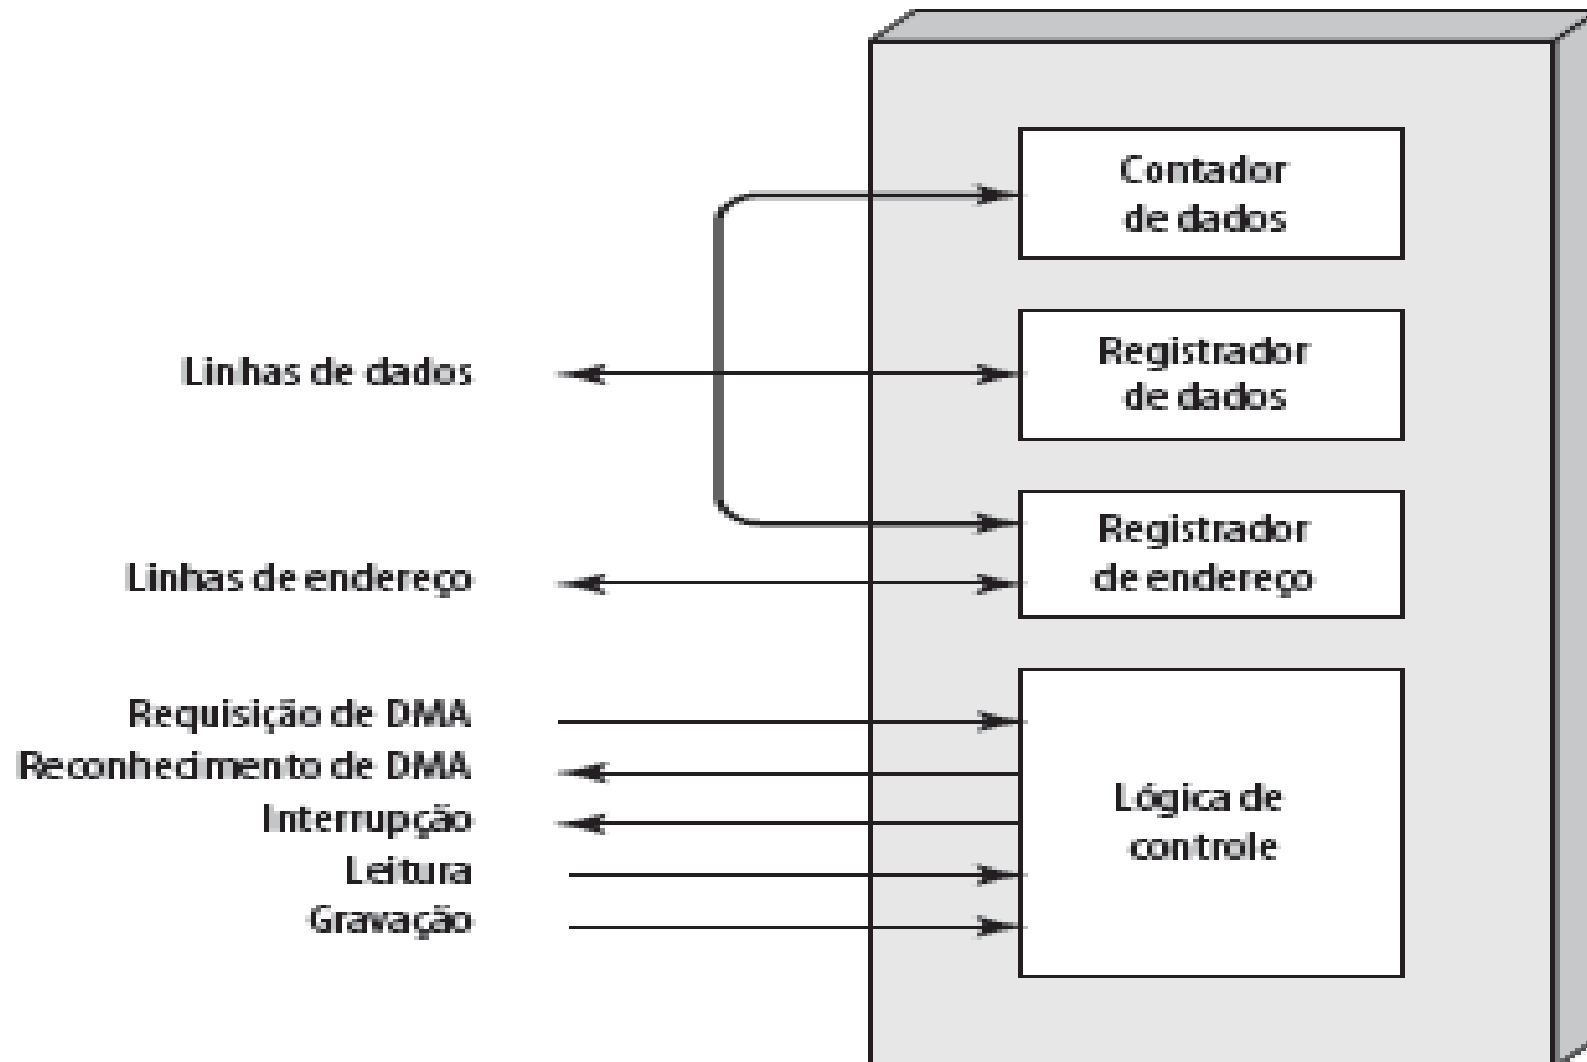 Contador
de dados
Linhas de dados
Registrador
de dados
Registrador
de endereço
Linhas de endereço
Requisição de DMA
Reconhecimento de DMA
Interrupção
Leitura
Gravação
Lógica de
controle